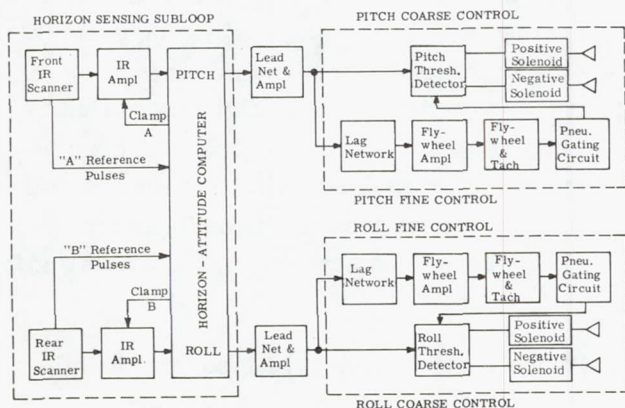 HORIZON SENSING SUBLOOP
Front
IR
Scanner
IR
Ampl
PITCH
Clamp
A
"A" Reference
Pulses
HORIZON - ATTITUDE COMPUTER
"B" Reference
Pulses
Clamp
B
Rear
IR
Scanner
IR
Ampl.
ROLL
Lead
Net &
Ampl
PITCH COARSE CONTROL
Pitch
Thresh.
Detector
Positive
Solenoid
Negative
Solenoid
Lag
Network
Fly-
wheel
Ampl
Fly-
wheel
&
Tach
Pneu.
Gating
Circuit
PITCH FINE CONTROL
ROLL FINE CONTROL
Lag
Network
Fly-
wheel
Ampl
Fly-
wheel
&
Tach
Pneu.
Gating
Circuit
Lead
Net &
Ampl
Roll
Thresh.
Detector
Positive
Solenoid
Negative
Solenoid
ROLL COARSE CONTROL